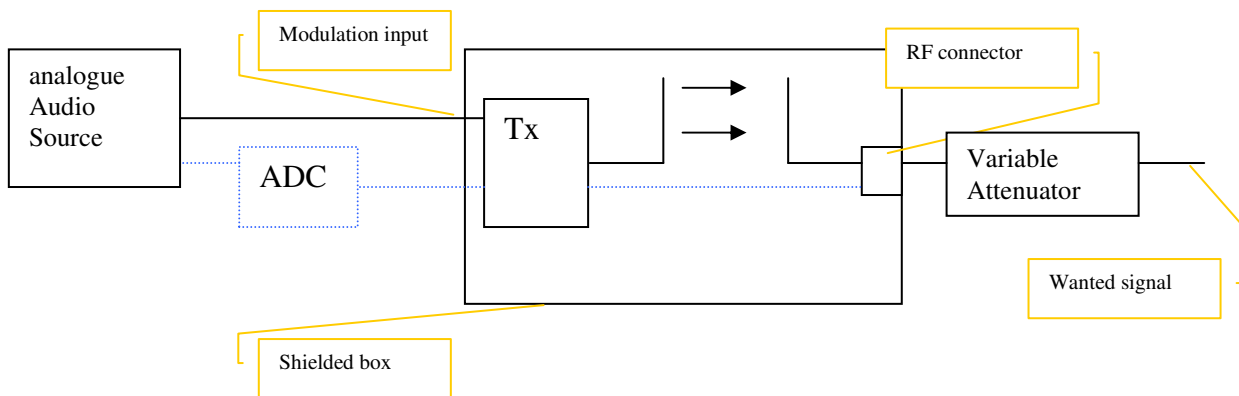 Modulation input
RF connector
analogue
Audio
Source
Tx
ADC
Variable
Attenuator
Wanted signal
Shielded box